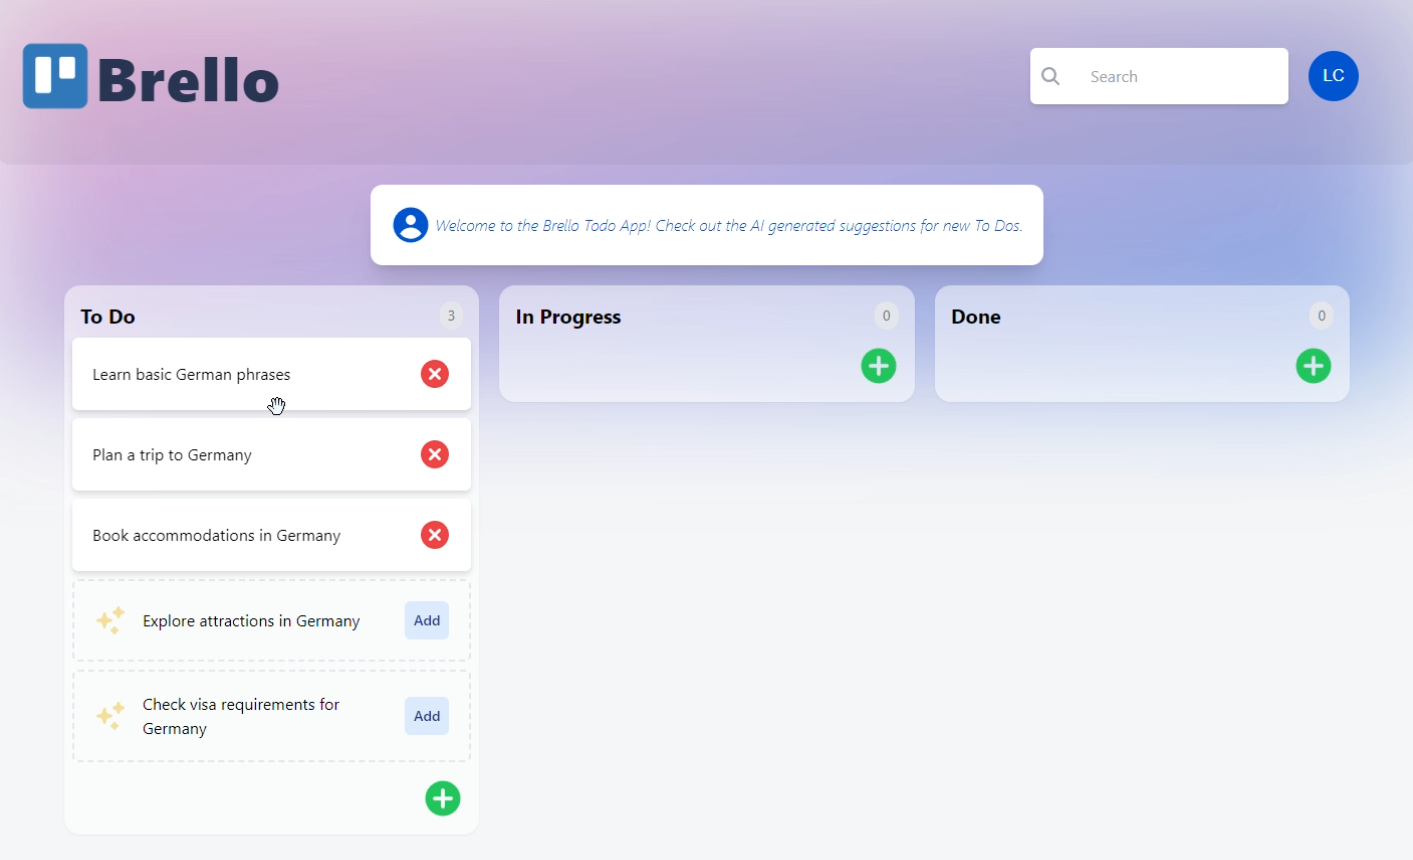 Brello
Search
LC
Welcome to the Brello Todo App! Check out the AI generated suggestions for new To Dos.
To Do
3
Learn basic German phrases
Plan a trip to Germany
Book accommodations in Germany
Explore attractions in Germany
Add
Check visa requirements for
Germany
Add
In Progress
0
Done
0